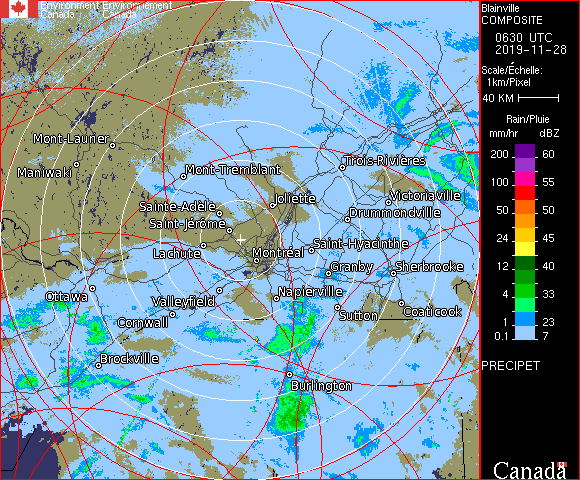 Environment Environnement
Canada Canada
Blainville
COMPOSITE
0630 UTC
2019-11-28
Scale/Échelle:
1km/Pixel
40 KM
Rain/Pluie
mm/hr dBZ
200 60
100 55
50 50
24 45
12 40
4 33
1 23
0.1 7
PRECIPET
Canada
Mont-Laurier
Maniwaki
Mont-Tremblant
Trois-Rivières
Sainte-Adèle
Joliette
VictoriaVille
Drummondville
Saint-Jérôme
Lachute
Montréal
Saint-Hyacinthe
Granby
Sherbrooke
Ottawa
Valleyfield
Napierville
Cornwall
Sutton
Coaticook
Brockville
Burlington